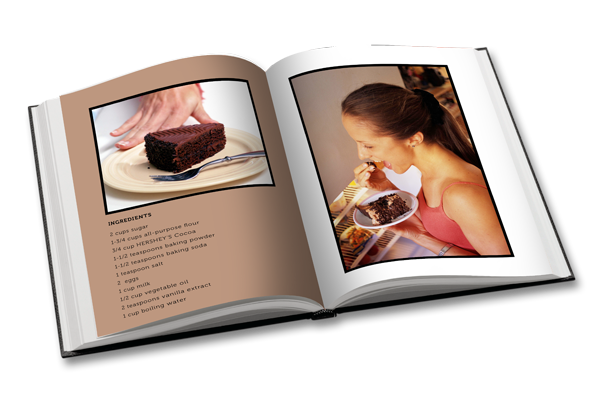 INGREDIENTS
2 cups sugar
1-3/4 cups all-purpose flour
3/4 cup HERSHEY'S Cocoa
1-1/2 teaspoons baking powder
1-1/2 teaspoons baking soda
1 teaspoon salt
2 eggs
1 cup milk
1/2 cup vegetable oil
2 teaspoons vanilla extract
1 cup boiling water